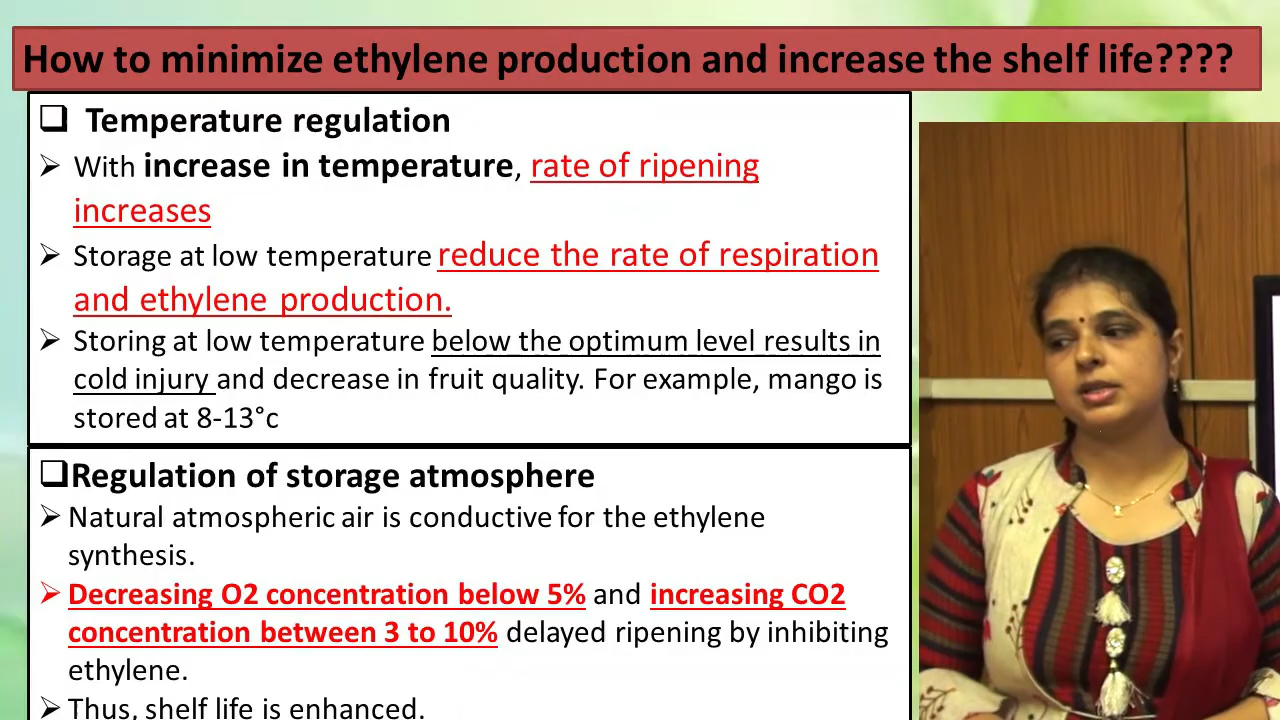 How to minimize ethylene production and increase the shelf life????
Temperature regulation
With increase in temperature, rate of ripening
increases
Storage at low temperature reduce the rate of respiration
and ethylene production.
Storing at low temperature below the optimum level results in
cold injury and decrease in fruit quality. For example, mango is
stored at 8-13°c
Regulation of storage atmosphere
Natural atmospheric air is conductive for the ethylene
synthesis.
Decreasing O2 concentration below 5% and increasing CO2
concentration between 3 to 10% delayed ripening by inhibiting
ethylene.
Thus, shelf life is enhanced.